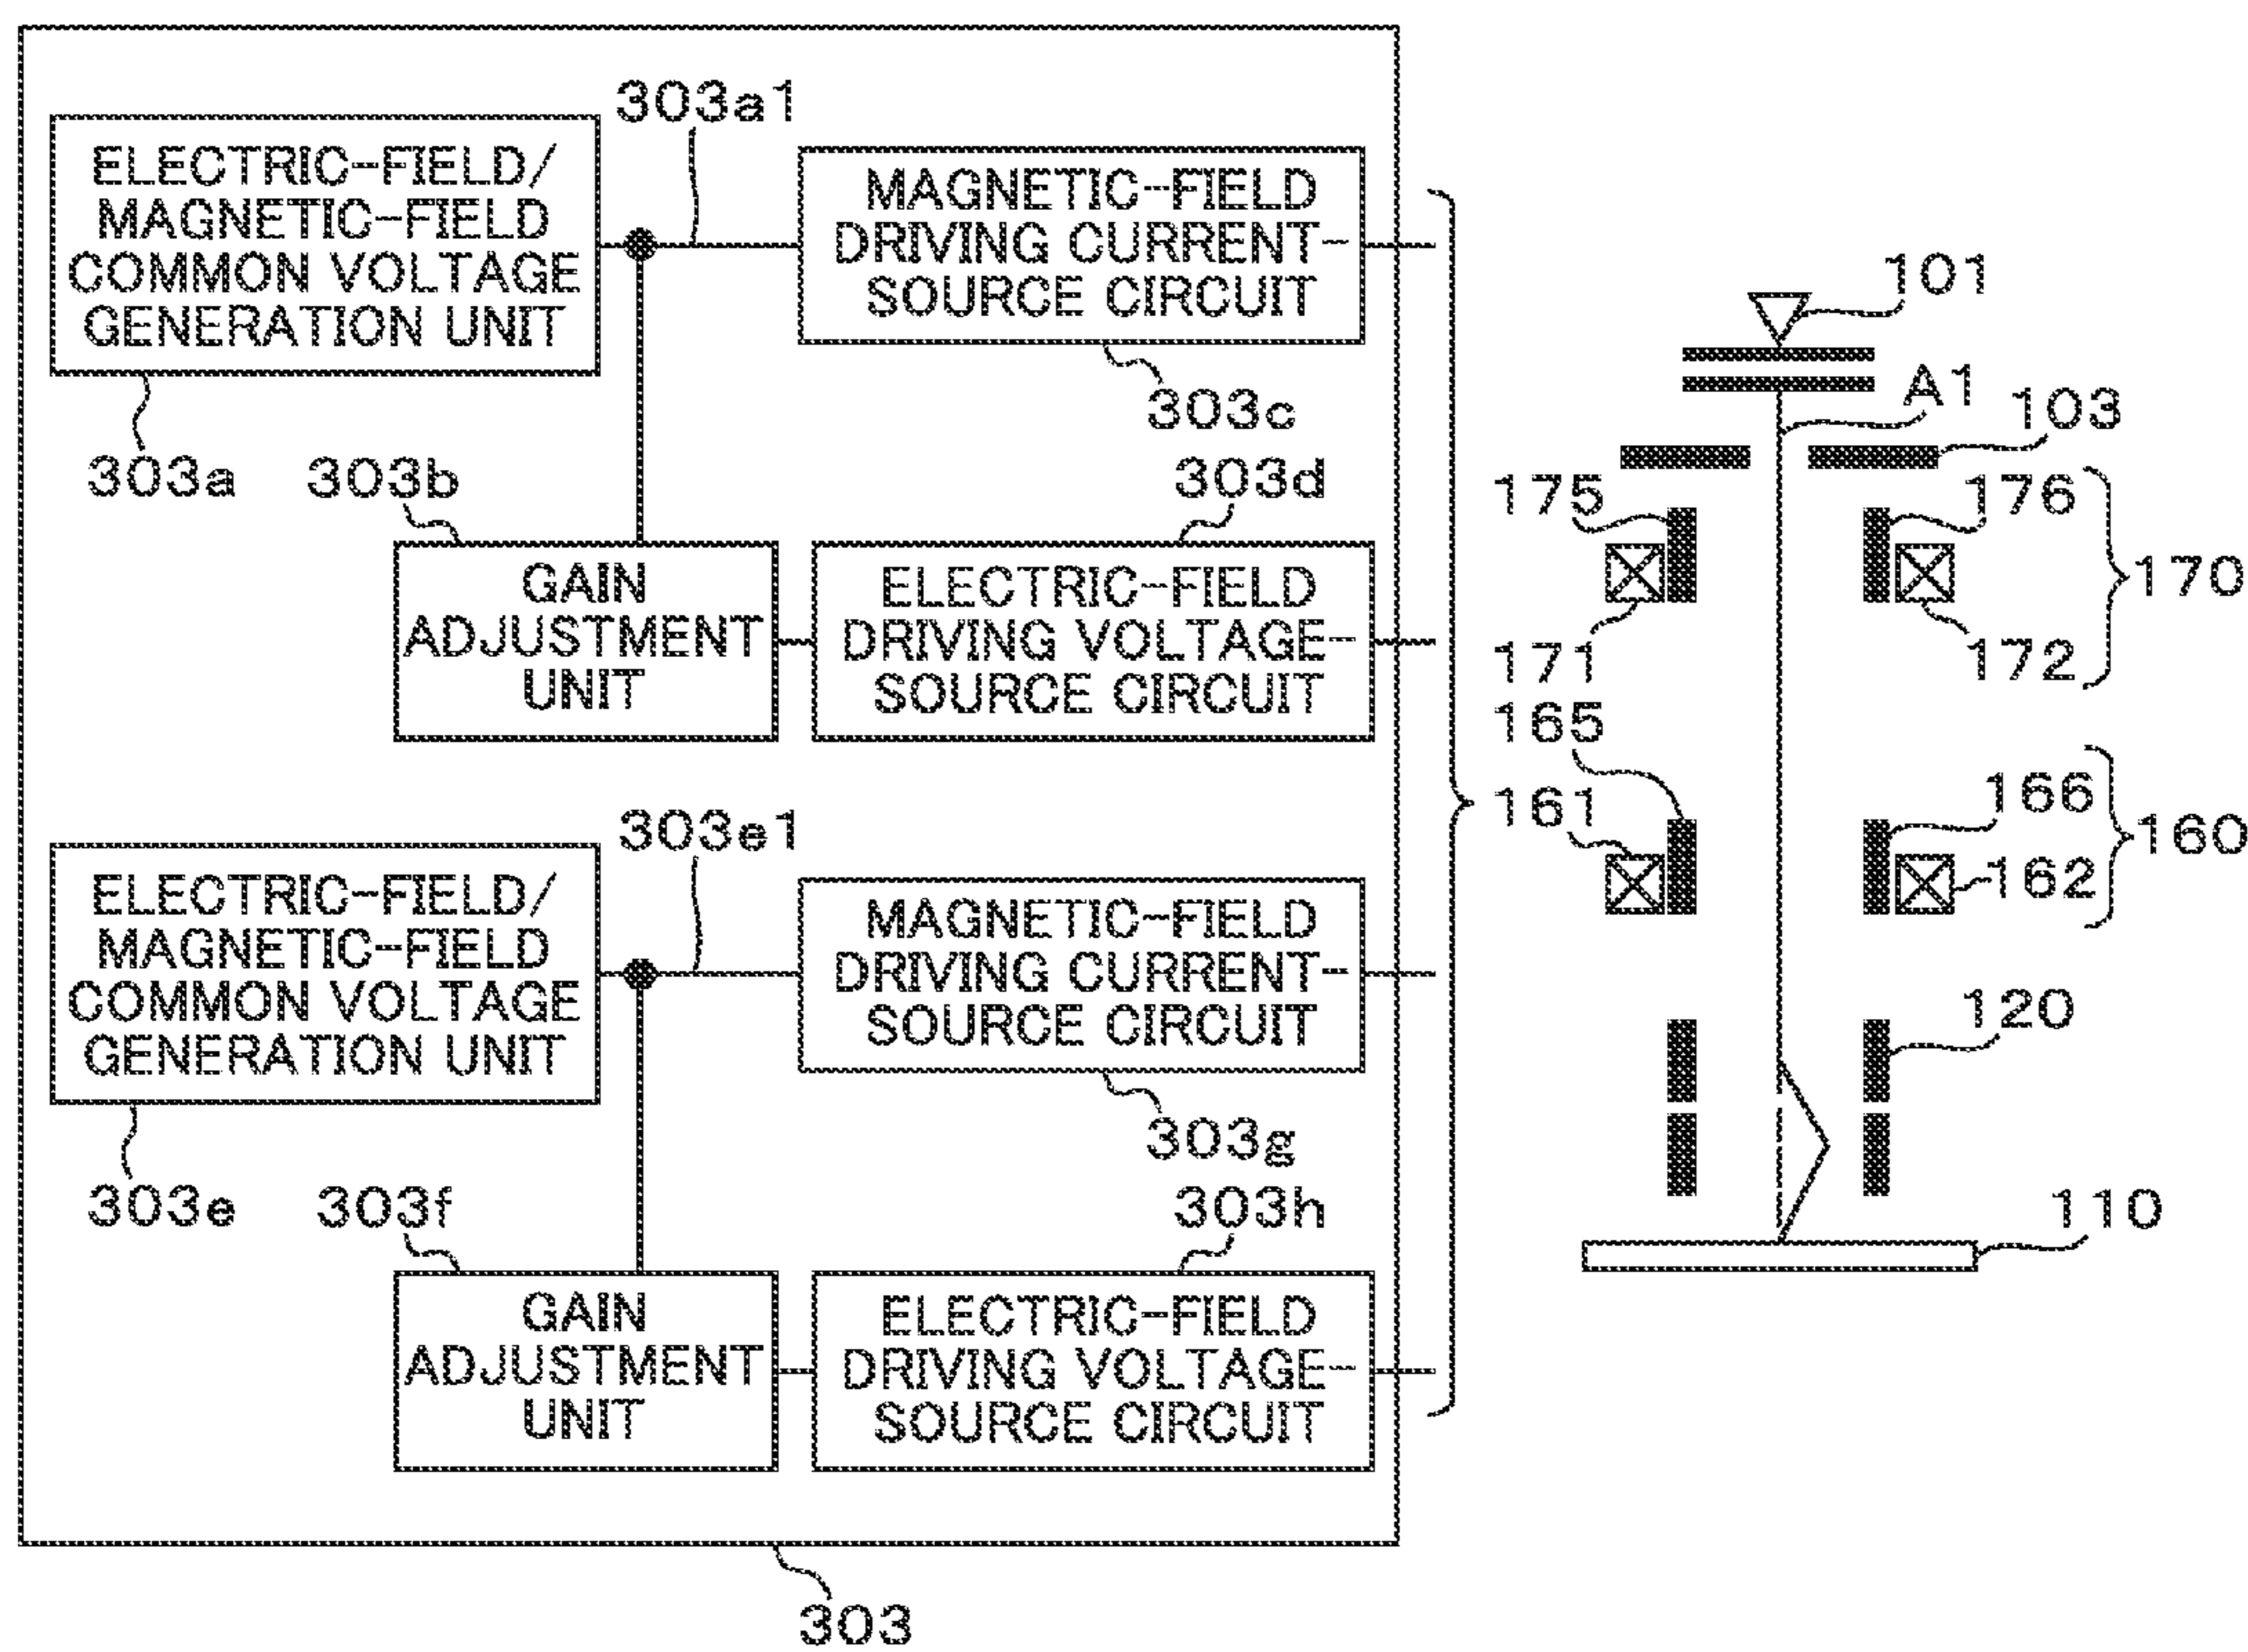 303a1
ELECTRIC-FIELD/
MAGNETIC-FIELD
COMMON VOLTAGE
GENERATION UNIT
MAGNETIC-FIELD
DRIVING CURRENT-
SOURCE CIRCUIT
303a
303c
303b
303d
GAIN
ADJUSTMENT
UNIT
ELECTRIC-FIELD
DRIVING VOLTAGE-
SOURCE CIRCUIT
303e1
ELECTRIC-FIELD/
MAGNETIC-FIELD
COMMON VOLTAGE
GENERATION UNIT
MAGNETIC-FIELD
DRIVING CURRENT-
SOURCE CIRCUIT
303e
303g
303f
303h
GAIN
ADJUSTMENT
UNIT
ELECTRIC-FIELD
DRIVING VOLTAGE-
SOURCE CIRCUIT
303
101
A1
103
175
176
170
171
172
165
161
166
160
162
120
110